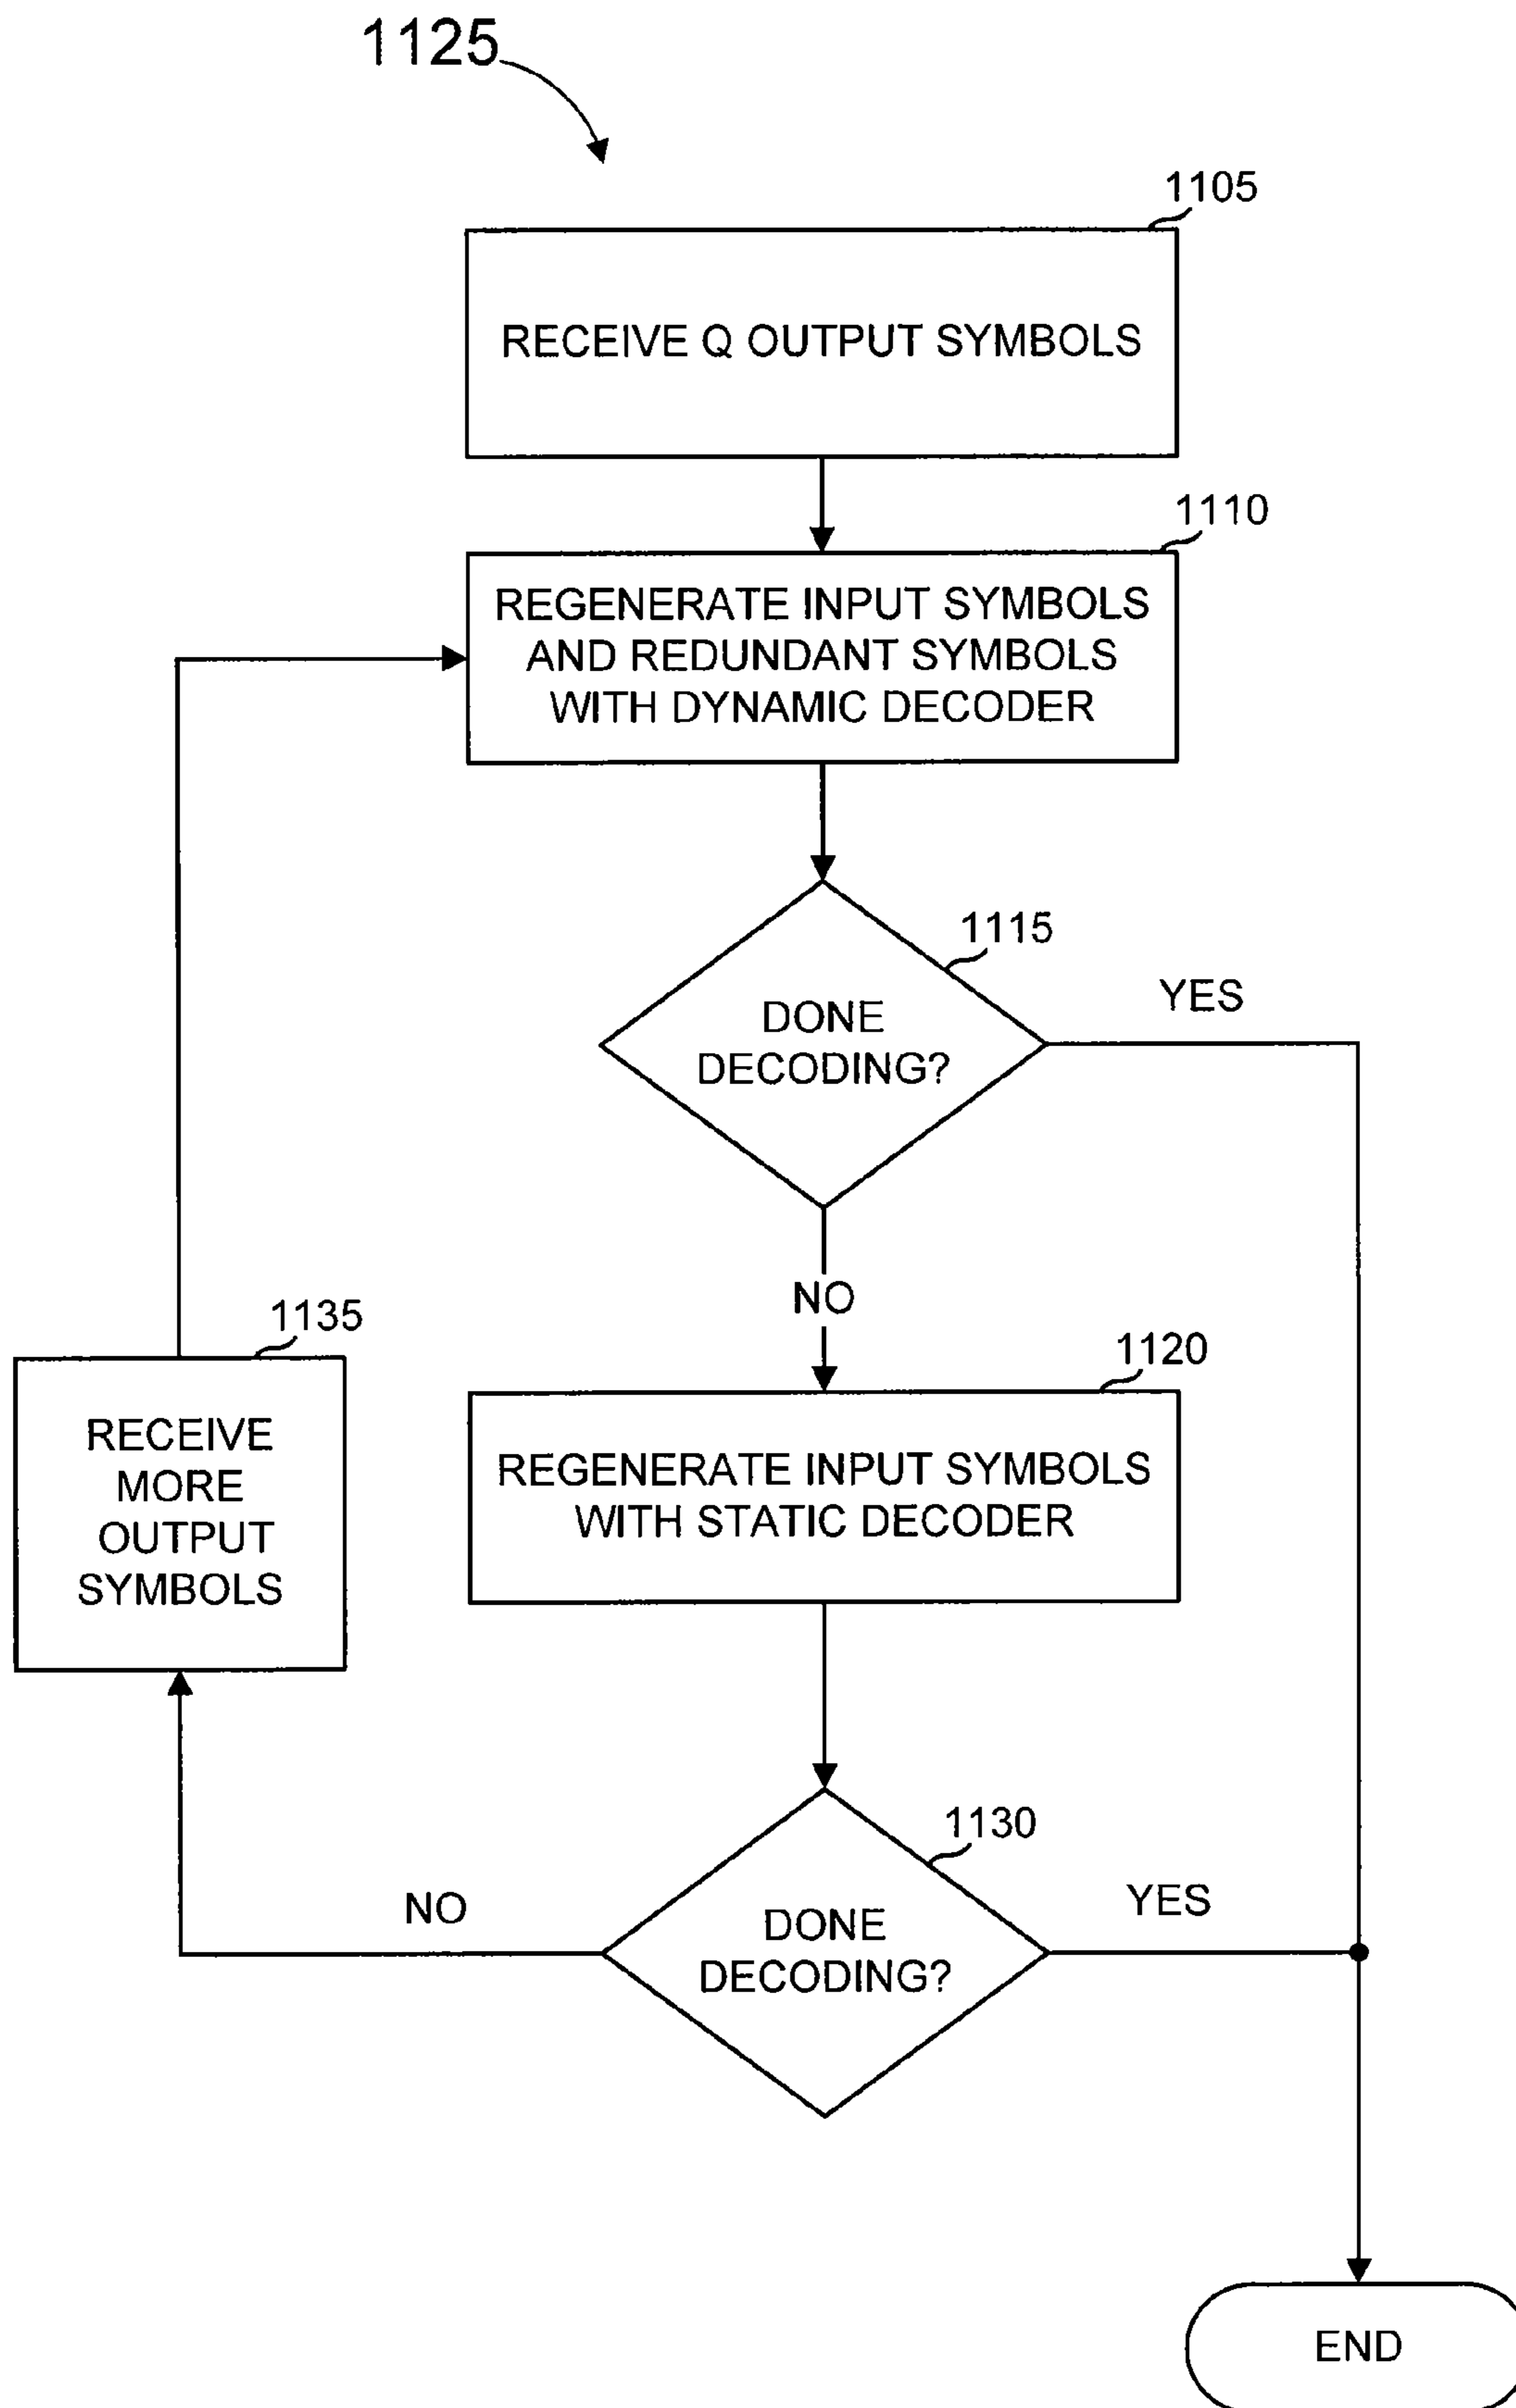 1125
1105
RECEIVE Q OUTPUT SYMBOLS
1110
REGENERATE INPUT SYMBOLS
AND REDUNDANT SYMBOLS
WITH DYNAMIC DECODER
1115
DONE
DECODING?
YES
NO
1135
RECEIVE
MORE
OUTPUT
SYMBOLS
1120
REGENERATE INPUT SYMBOLS
WITH STATIC DECODER
1130
DONE
DECODING?
NO
YES
END